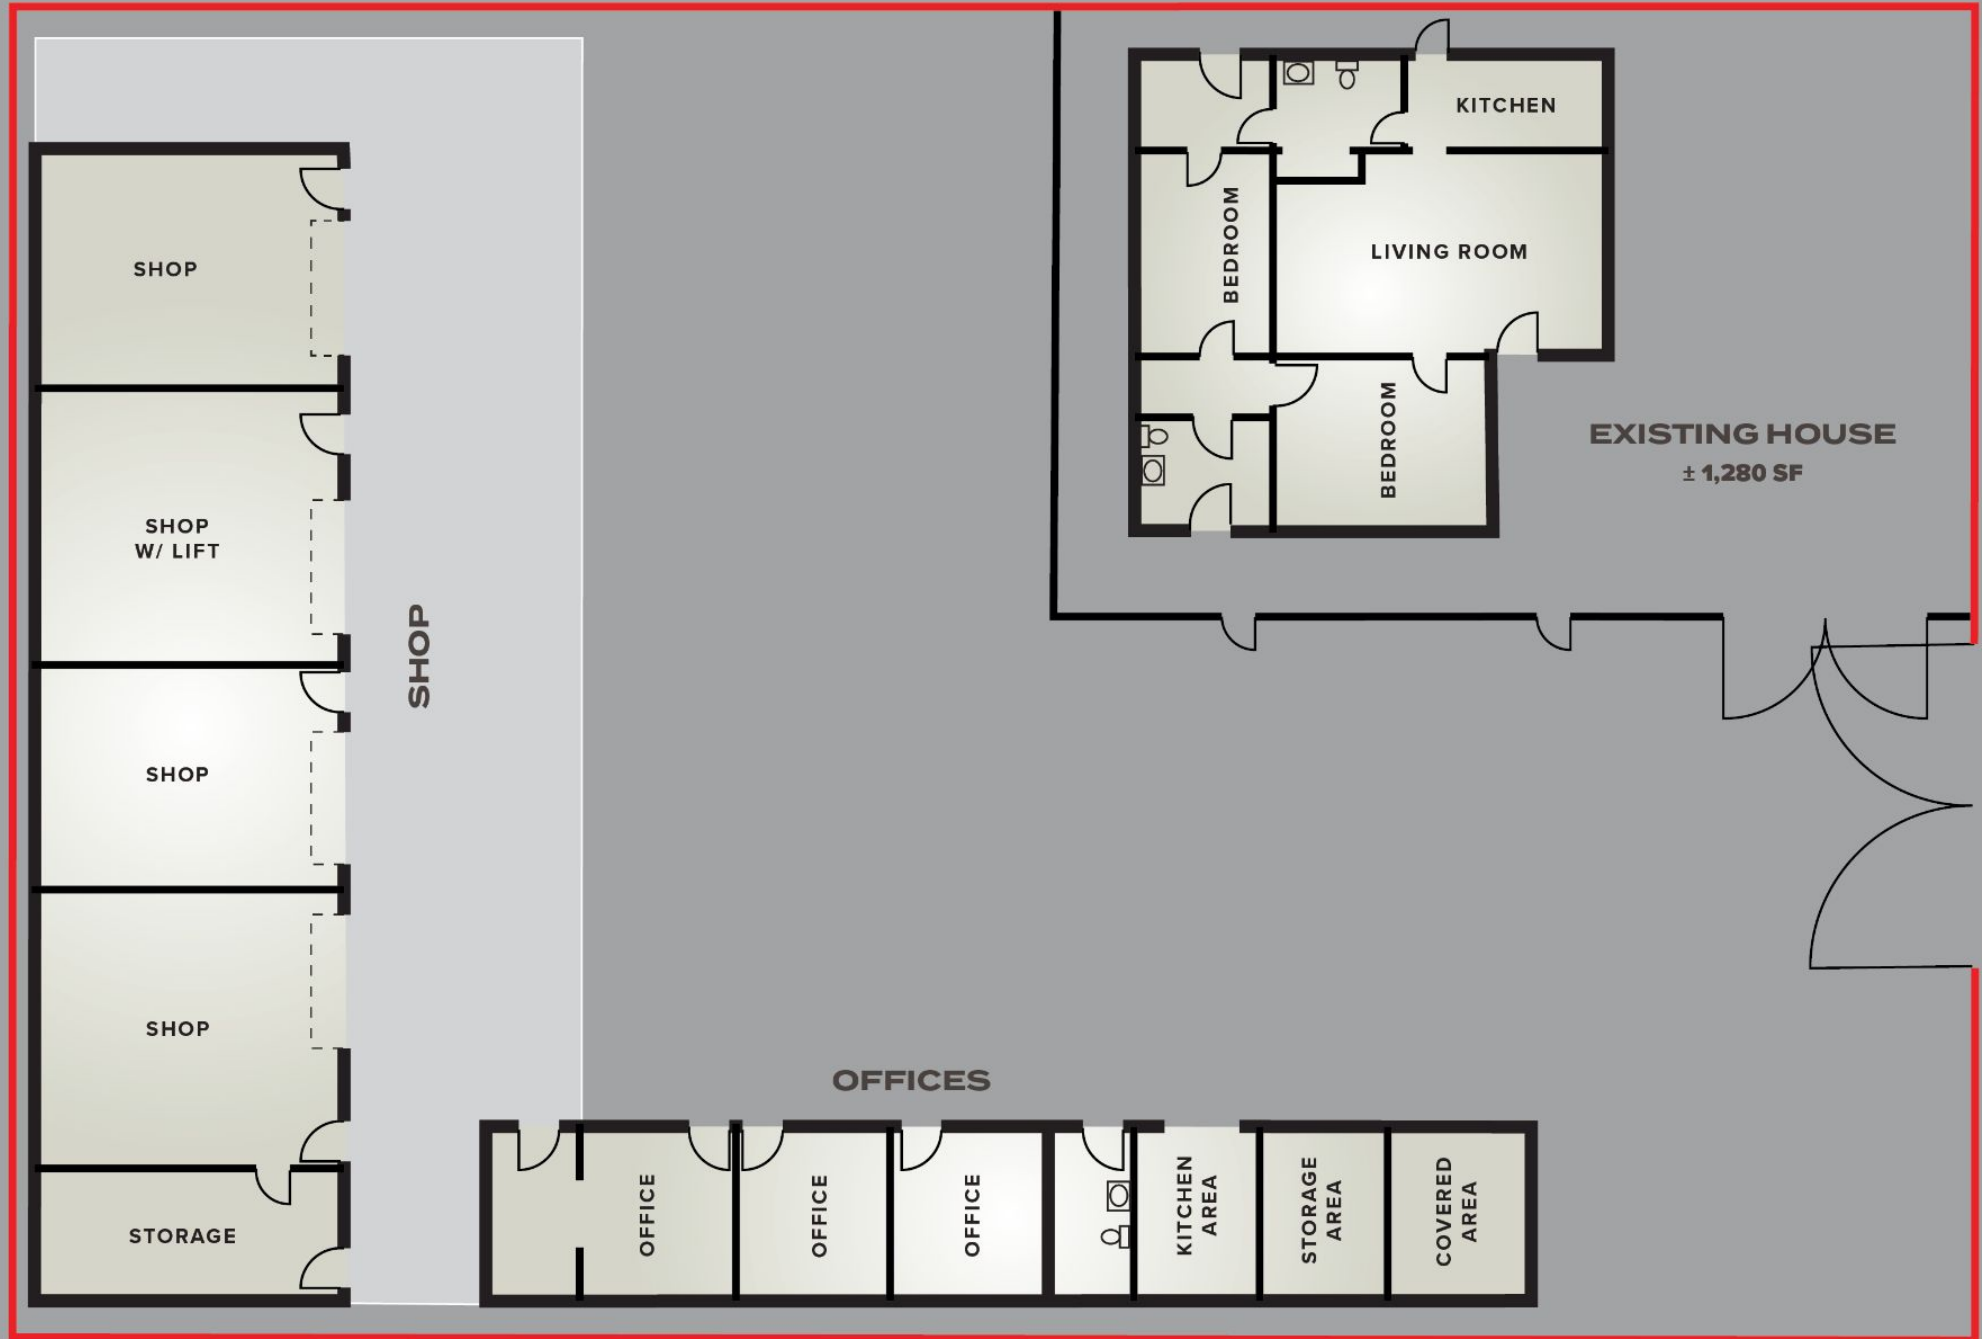 KITCHEN
BEDROOM
LIVING ROOM
BEDROOM
EXISTING HOUSE
± 1,280 SF
SHOP
SHOP
W/ LIFT
SHOP
SHOP
SHOP
STORAGE
OFFICES
OFFICE
OFFICE
OFFICE
KITCHEN
AREA
STORAGE
AREA
COVERED
AREA